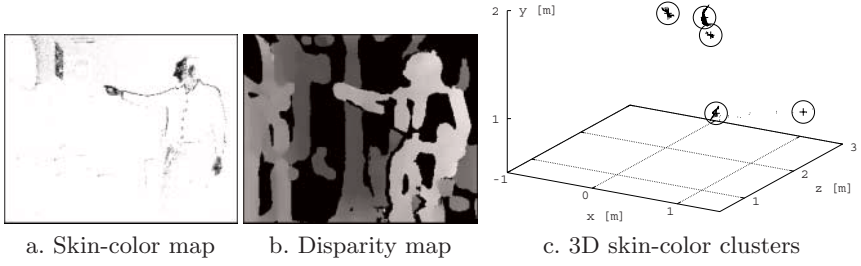 2
y [m]
1
3
-1
2
z [m]
0
1
x [m]
1
a. Skin-color map
b. Disparity map
c. 3D skin-color clusters